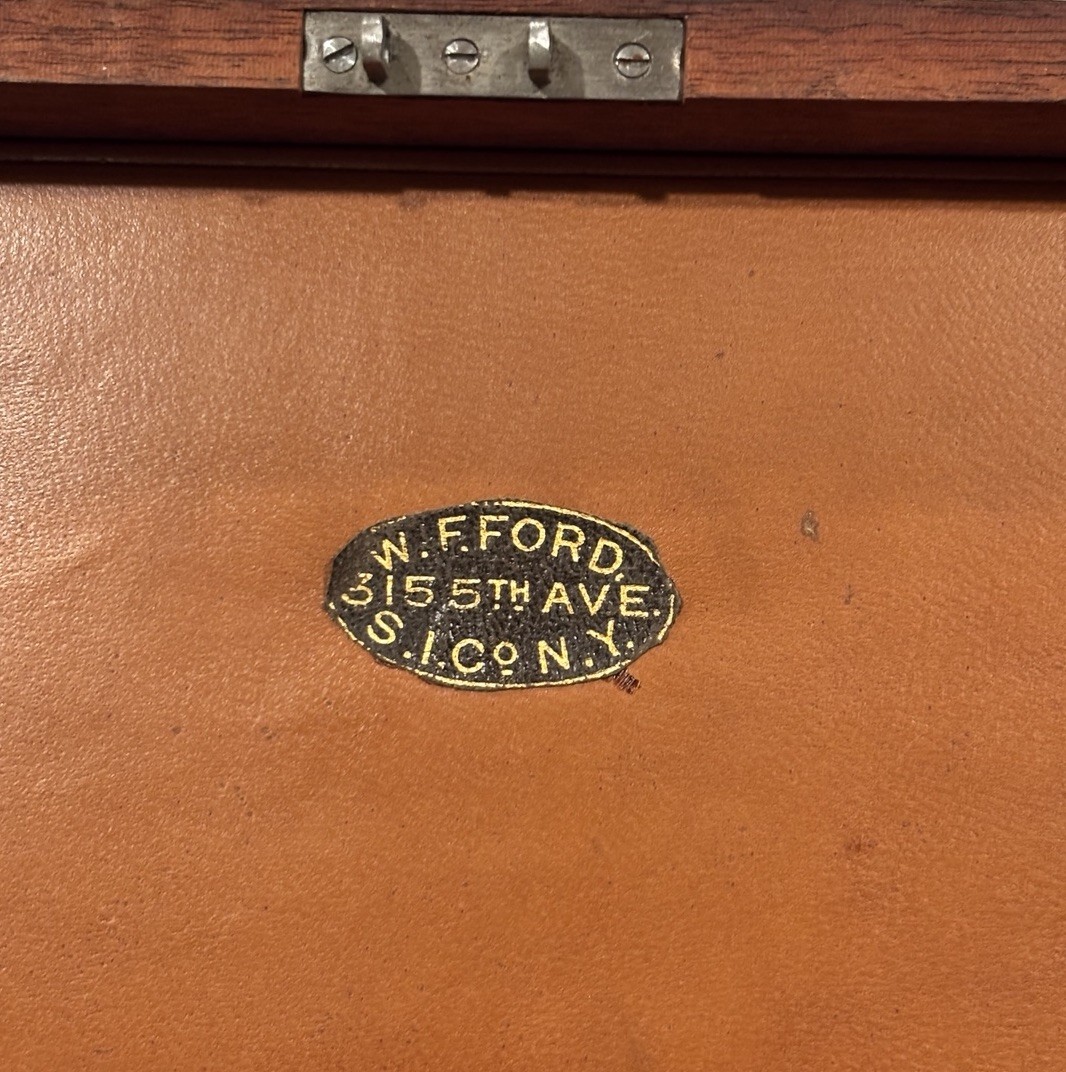 W. F. FORD.
315 5TH AVE.
S. I. Co N. Y.